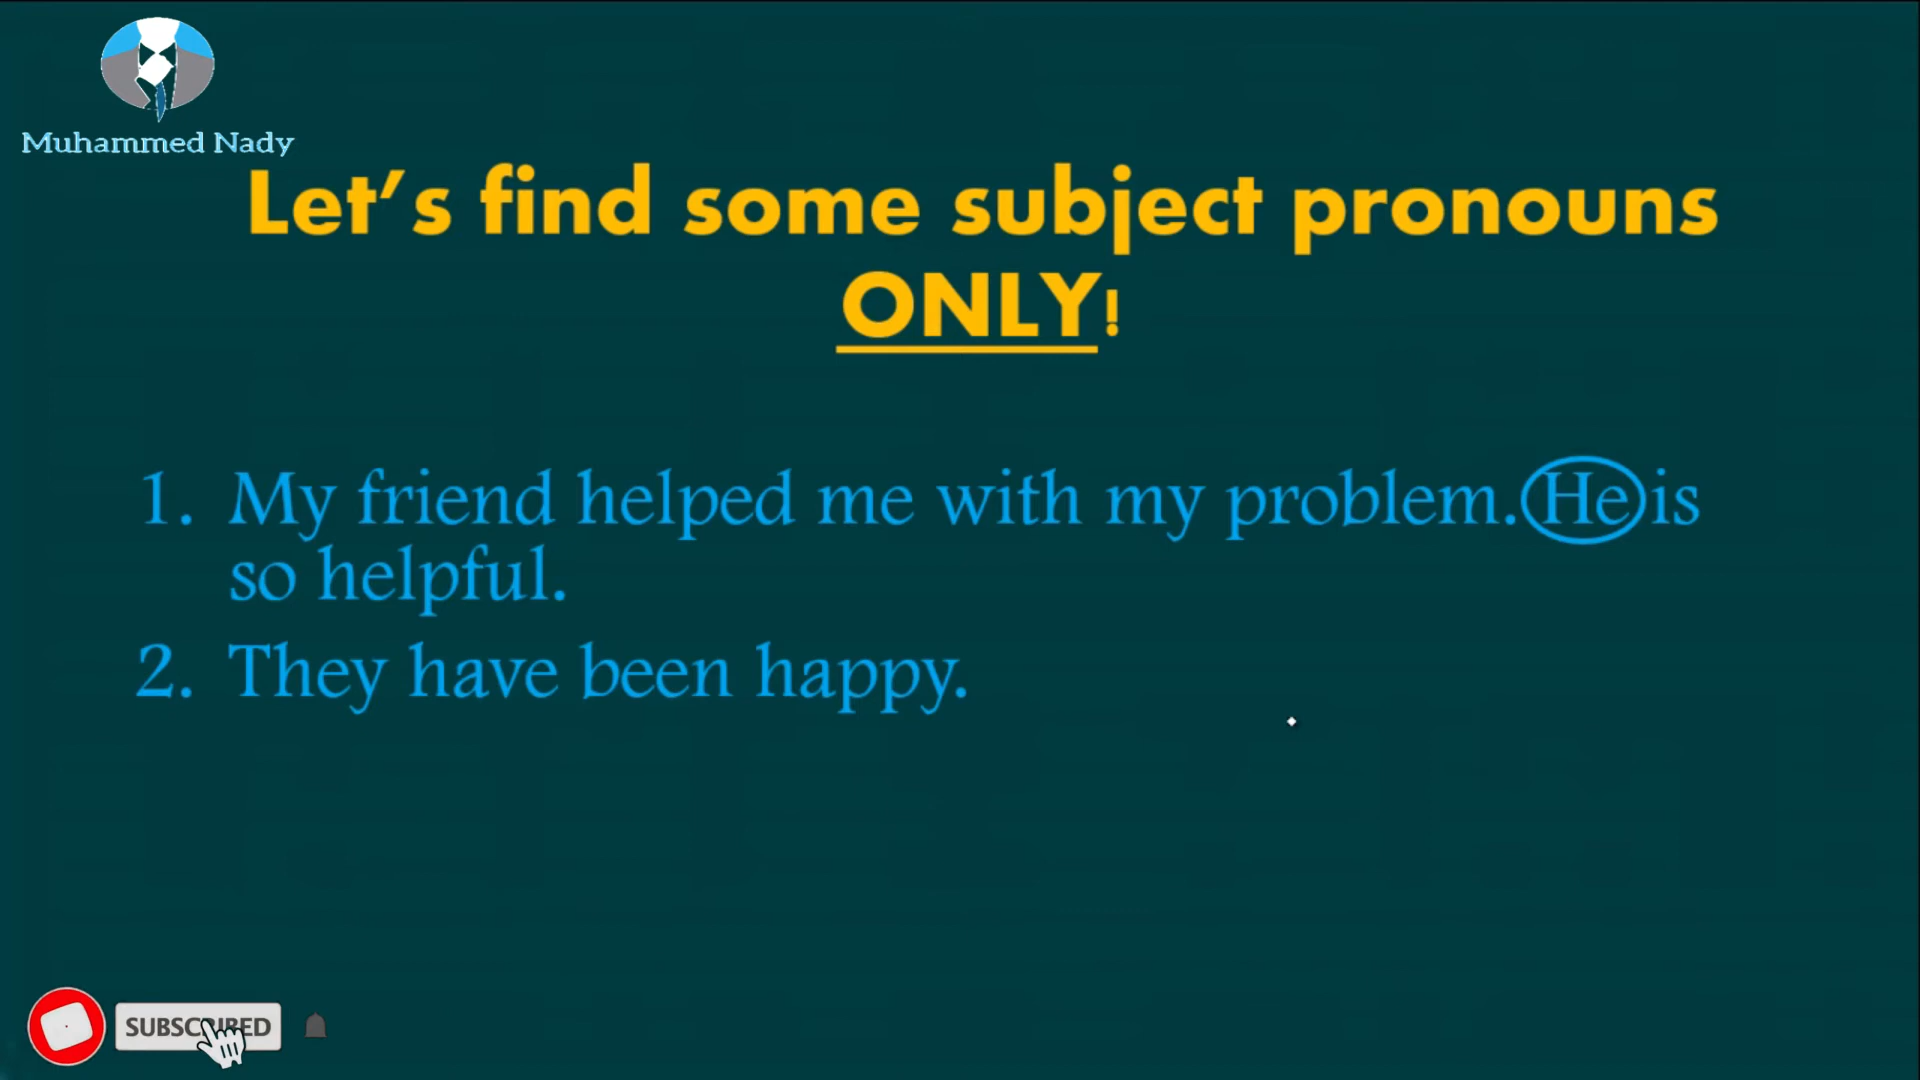 Muhammed Nady
Let's find some subject pronouns
ONLY!
1. My friend helped me with my problem. He is
so helpful.
2. They have been happy.
SUBSCRIBED